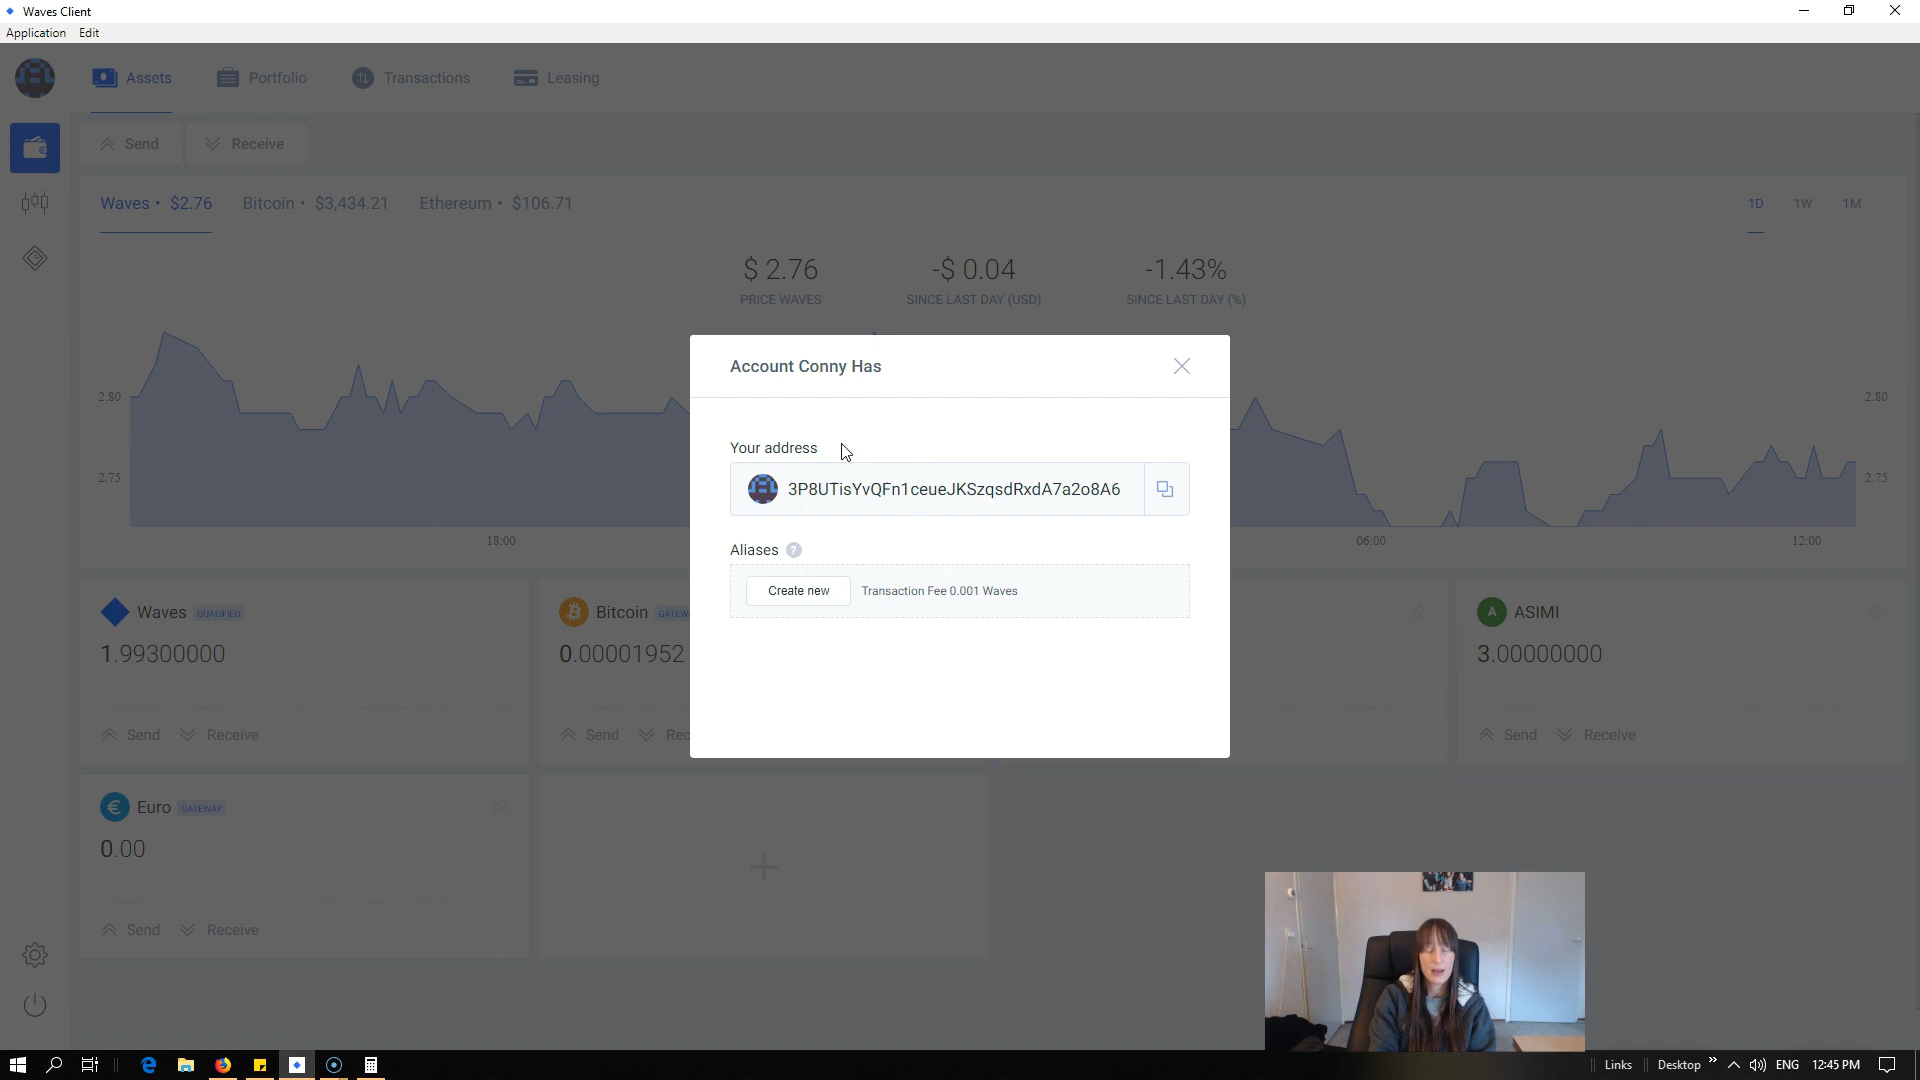 Waves Client
Application Edit
Assets Portfolio Transactions Leasing
Send Receive
Waves • $2.76 Bitcoin • $3,434.21 Ethereum • $106.71 1D 1W 1M
$ 2.76 -$ 0.04 -1.43%
PRICE WAVES SINCE LAST DAY (USD) SINCE LAST DAY (%)
Account Conny Has
2.80 2.80
Your address
2.75 2.75
3P8UTisYvQFn1ceueJKSzqsdRxdA7a2o8A6
18:00 06:00 12:00
Aliases ?
Create new Transaction Fee 0.001 Waves
Waves QUALIFIED Bitcoin A ASIMI
1.99300000 0.00001952 3.00000000
Send Receive Send Rec Send Receive
Euro GATEWAY
0.00
Send Receive
Links Desktop ENG 12:45 PM